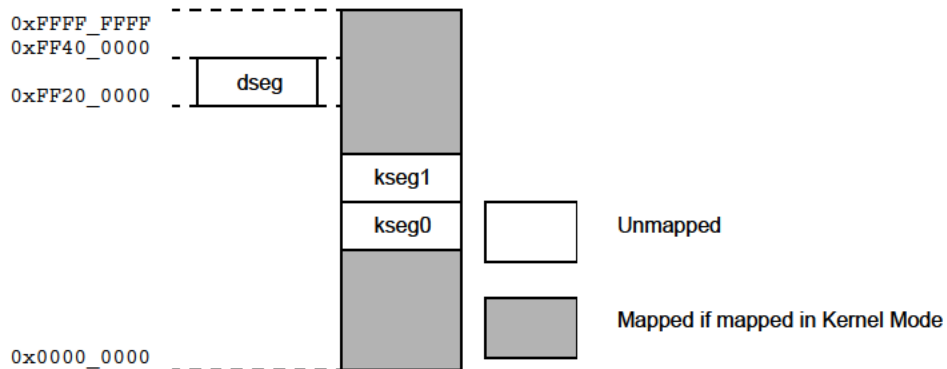 0xFFFF_FFFF
0xFF40_0000
dseg
0xFF20_0000
kseg1
kseg0
Unmapped
Mapped if mapped in Kernel Mode
0x0000_0000